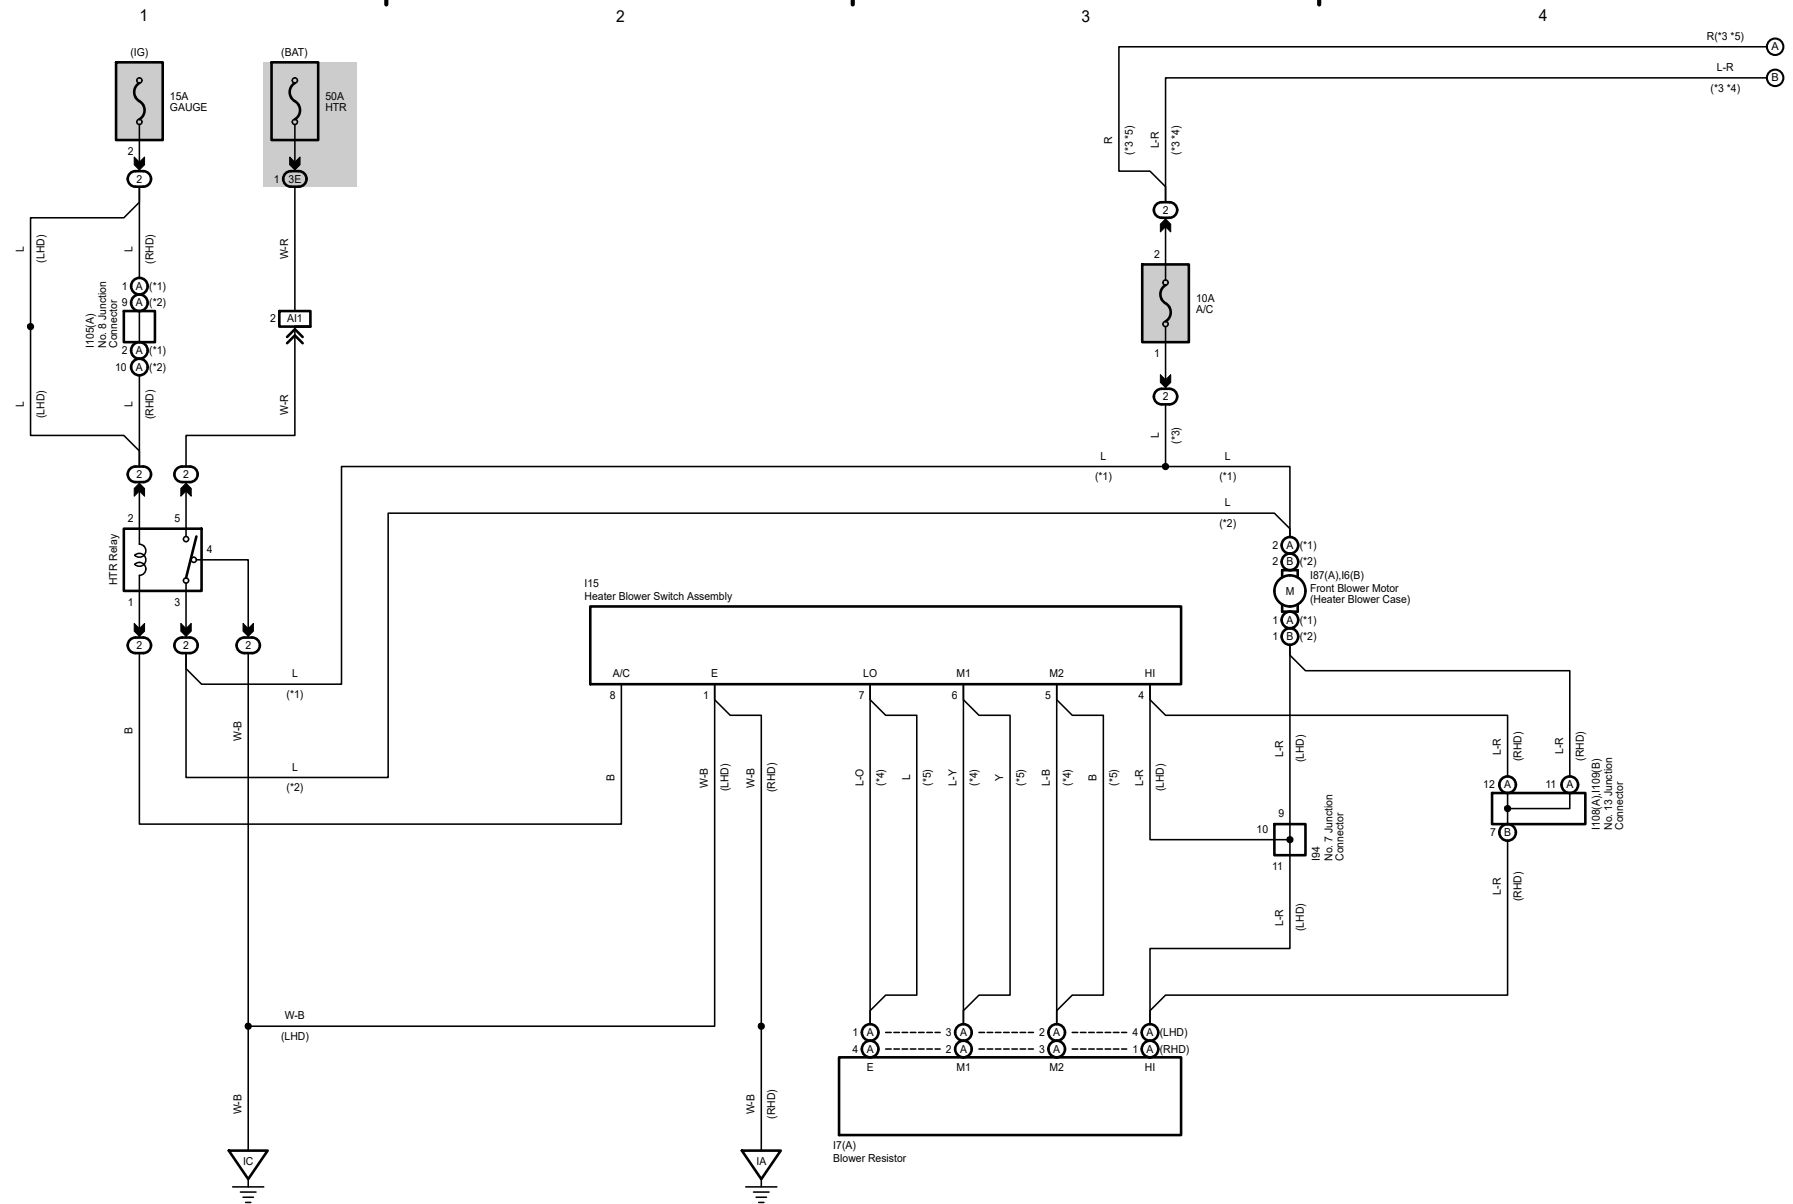 1
2
3
4
(IG)
(BAT)
15A
GAUGE
50A
HTR
2
2
1
3E
R(*3 *5)
A
L-R
(*3 *4)
B
R
(*3 *5)
L-R
(*3 *4)
2
2
10A
A/C
1
2
L
(*3)
L
(LHD)
L
(RHD)
W-R
1 A (*1)
9 A (*2)
I105(A)
No. 8 Junction
Connector
2 A (*1)
10 A (*2)
2 AI1
L
(LHD)
L
(RHD)
W-R
2
2
L
(*1)
L
(*1)
L
(*2)
2
5
HTR Relay
4
1
3
2
2
2
2 A (*1)
2 B (*2)
I87(A),I6(B)
Front Blower Motor
(Heater Blower Case)
M
1 A (*1)
1 B (*2)
I15
Heater Blower Switch Assembly
A/C
E
LO
M1
M2
HI
8
1
7
6
5
4
L
(*1)
L
(*2)
B
W-B
B
W-B
(LHD)
W-B
(RHD)
L-O
(*4)
L
(*5)
L-Y
(*4)
Y
(*5)
L-B
(*4)
B
(*5)
L-R
(LHD)
L-R
(LHD)
L-R
(RHD)
L-R
(RHD)
12 A
11 A
I108(A),I109(B)
No. 13 Junction
Connector
7 B
9
10
11
I94
No. 7 Junction
Connector
L-R
(LHD)
L-R
(RHD)
W-B
(LHD)
1 A
3 A
2 A
4 A (LHD)
4 A
2 A
3 A
1 A (RHD)
E
M1
M2
HI
W-B
W-B
(RHD)
I7(A)
Blower Resistor
IC
IA